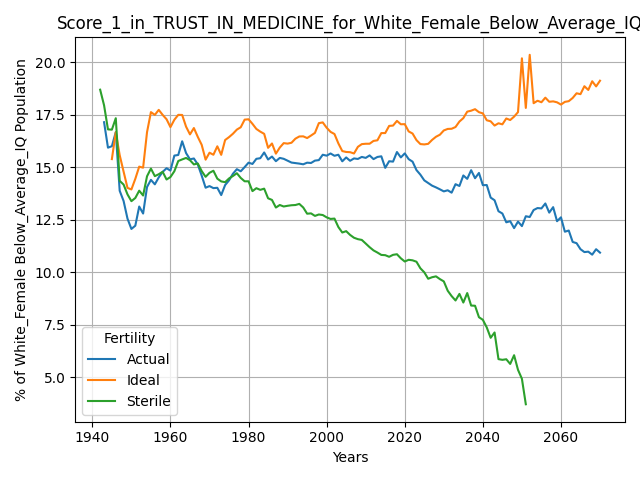 Score_1_in_TRUST_IN_MEDICINE_for_White_Female_Below_Average_IQ
% of White_Female Below_Average_IQ Population
20.0
17.5
15.0
12.5
10.0
7.5
5.0
Fertility
Actual
Ideal
Sterile
1940 1960 1980 2000 2020 2040 2060
Years